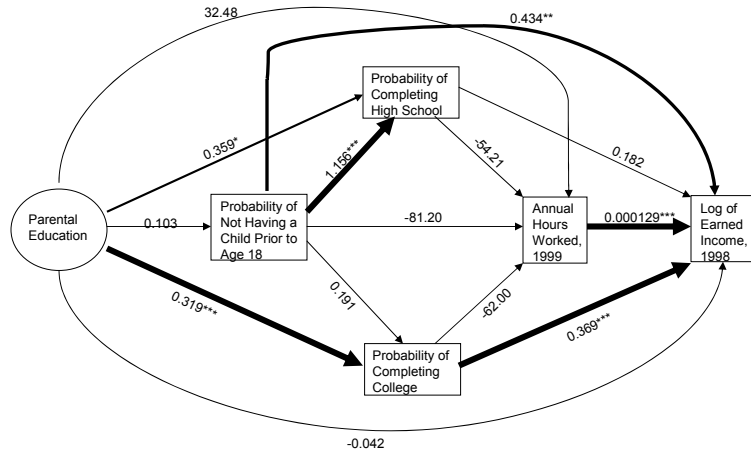 32.48
0.434**
Probability of
Completing
High School
0.359*
1.156***
-54.21
0.182
Parental
Education
0.103
Probability of
Not Having a
Child Prior to
Age 18
-81.20
Annual
Hours
Worked,
1999
0.000129***
Log of
Earned
Income,
1998
0.319***
0.191
-62.00
0.369***
Probability of
Completing
College
-0.042